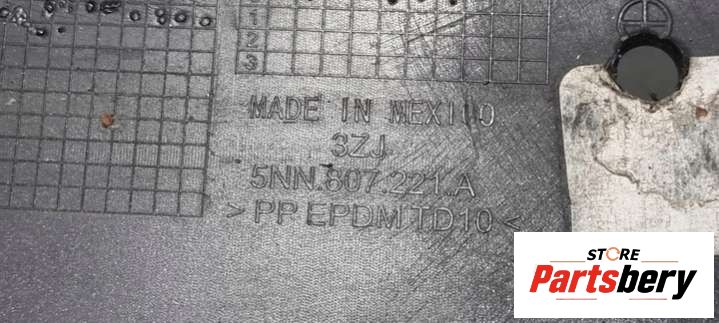 1
2
3
MADE IN MEXICO
3ZJ
5NN.807.221.A
> PP EPDM TD10 <
STORE
Partsbery